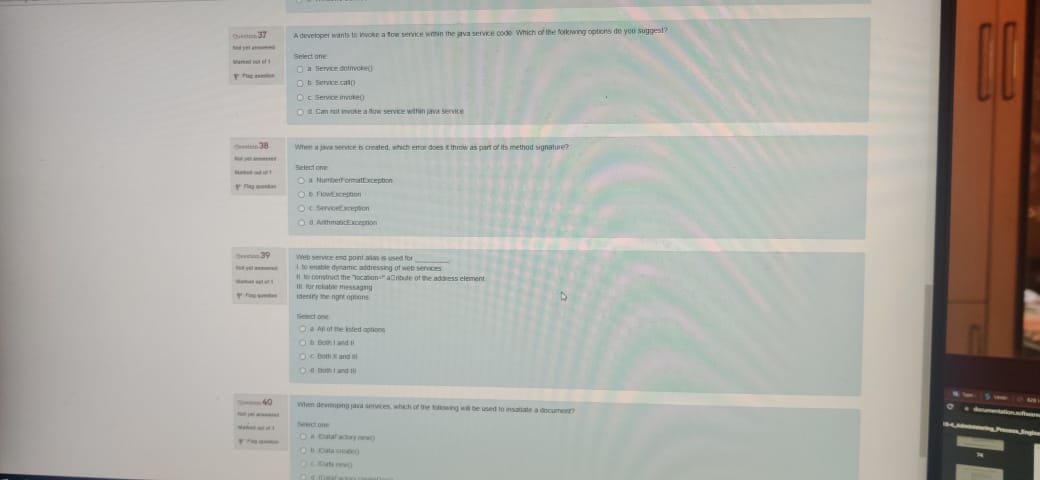 Question 37
Not yet answered
Marked out of 1
Flag question
A developer wants to invoke a flow service within the java service code. Which of the following options do you suggest?
Select one:
a. Service.doInvoke()
b. Service.call()
c. Service.invoke()
d. Can not invoke a flow service within java service
Question 38
Not yet answered
Marked out of 1
Flag question
When a java service is created, which error does it throw as part of its method signature?
Select one:
a. NumberFormatException
b. FlowException
c. ServiceException
d. ArithmaticException
Question 39
Not yet answered
Marked out of 1
Flag question
Web service end point alias is used for ________
I. to enable dynamic addressing of web services
II. to construct the "location=" attribute of the address element
III. for reliable messaging
Identify the right options
Select one:
a. All of the listed options
b. Both I and II
c. Both II and III
d. Both I and III
Question 40
Not yet answered
Marked out of 1
Flag question
When developing java services, which of the following will be used to insatiate a document?
Select one:
a. IDataFactory.new()
b. IData.create()
c. IData.new()
d.
documentation.software
74